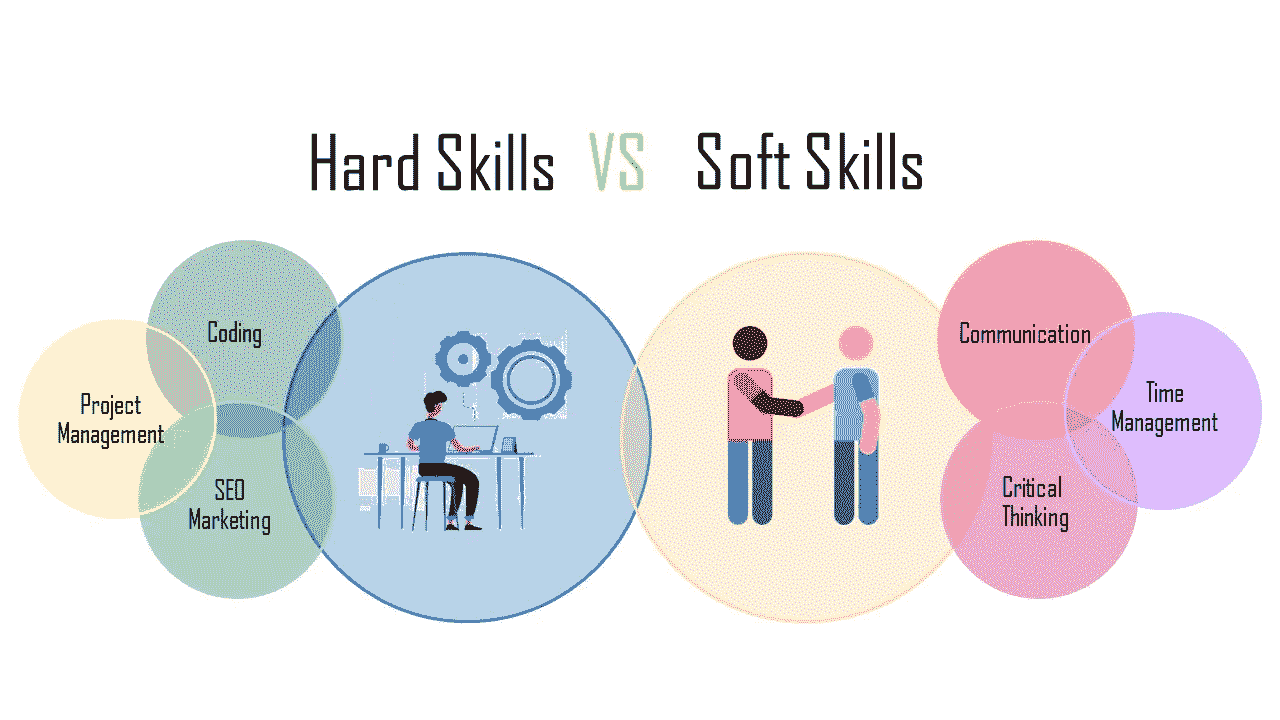 Hard Skills VS Soft Skills
Coding
Project
Management
SEO
Marketing
Communication
Time
Management
Critical
Thinking